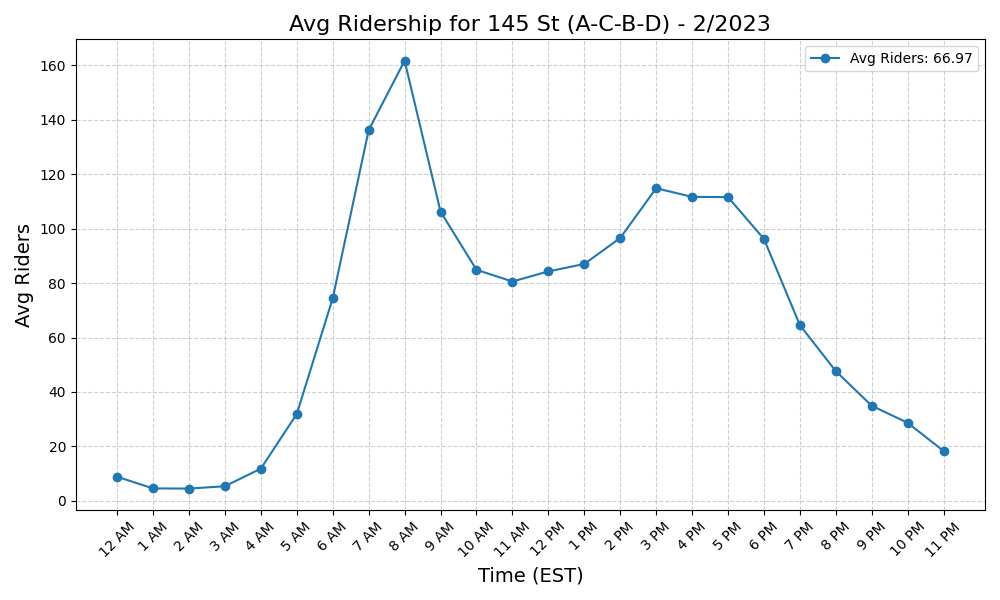 Avg Ridership for 145 St (A-C-B-D) - 2/2023
Avg Riders: 66.97
Avg Riders
160
140
120
100
80
60
40
20
0
12 AM
1 AM
2 AM
3 AM
4 AM
5 AM
6 AM
7 AM
8 AM
9 AM
10 AM
11 AM
12 PM
1 PM
2 PM
3 PM
4 PM
5 PM
6 PM
7 PM
8 PM
9 PM
10 PM
11 PM
Time (EST)